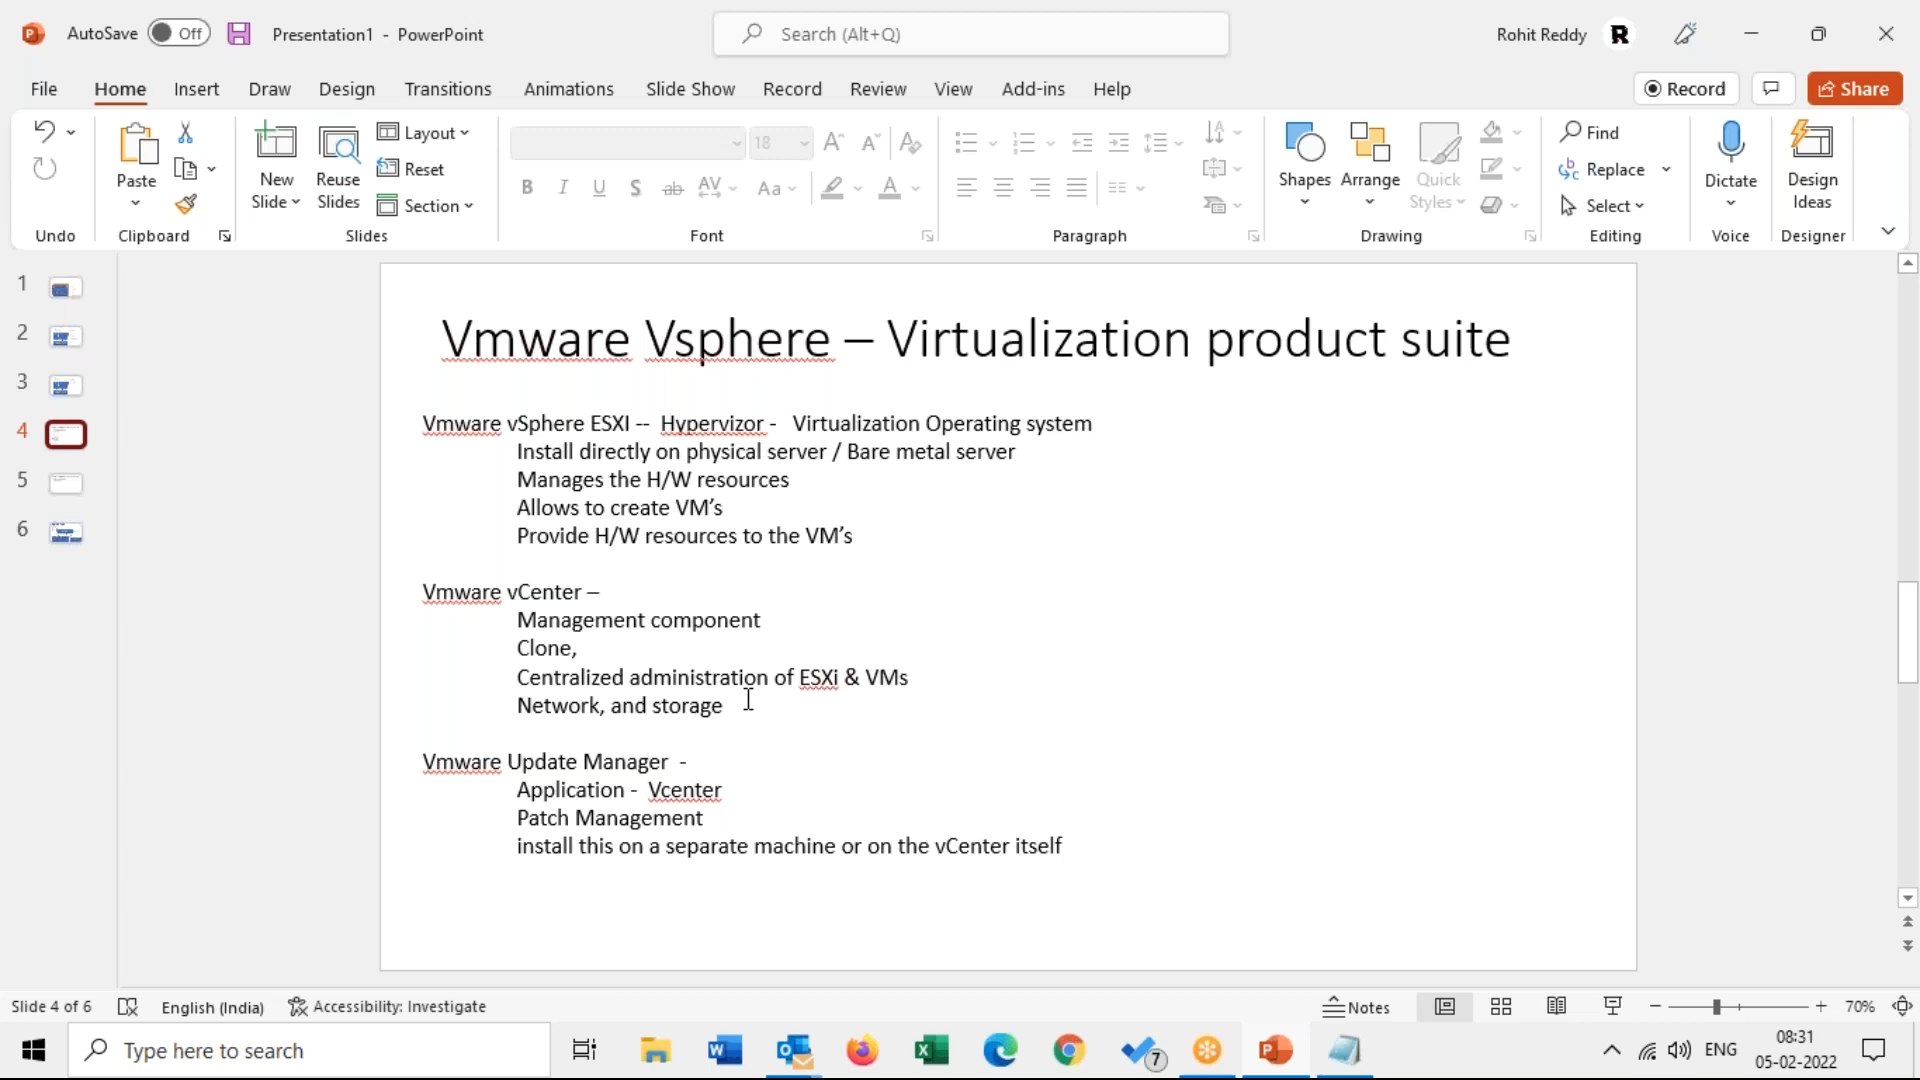 AutoSave Off Presentation1 - PowerPoint Search (Alt+Q) Rohit Reddy
File Home Insert Draw Design Transitions Animations Slide Show Record Review View Add-ins Help Record Share
Paste
New Slide
Reuse Slides
Layout
Reset
Section
18
Shapes
Arrange
Quick Styles
Find
Replace
Select
Dictate
Design Ideas
Undo Clipboard Slides Font Paragraph Drawing Editing Voice Designer
1
2
3
4
5
6
Vmware Vsphere – Virtualization product suite
Vmware vSphere ESXI -- Hypervizor - Virtualization Operating system
Install directly on physical server / Bare metal server
Manages the H/W resources
Allows to create VM’s
Provide H/W resources to the VM’s
Vmware vCenter –
Management component
Clone,
Centralized administration of ESXi & VMs
Network, and storage
Vmware Update Manager -
Application - Vcenter
Patch Management
install this on a separate machine or on the vCenter itself
Slide 4 of 6 English (India) Accessibility: Investigate Notes 70%
Type here to search 7 ENG 08:31
05-02-2022